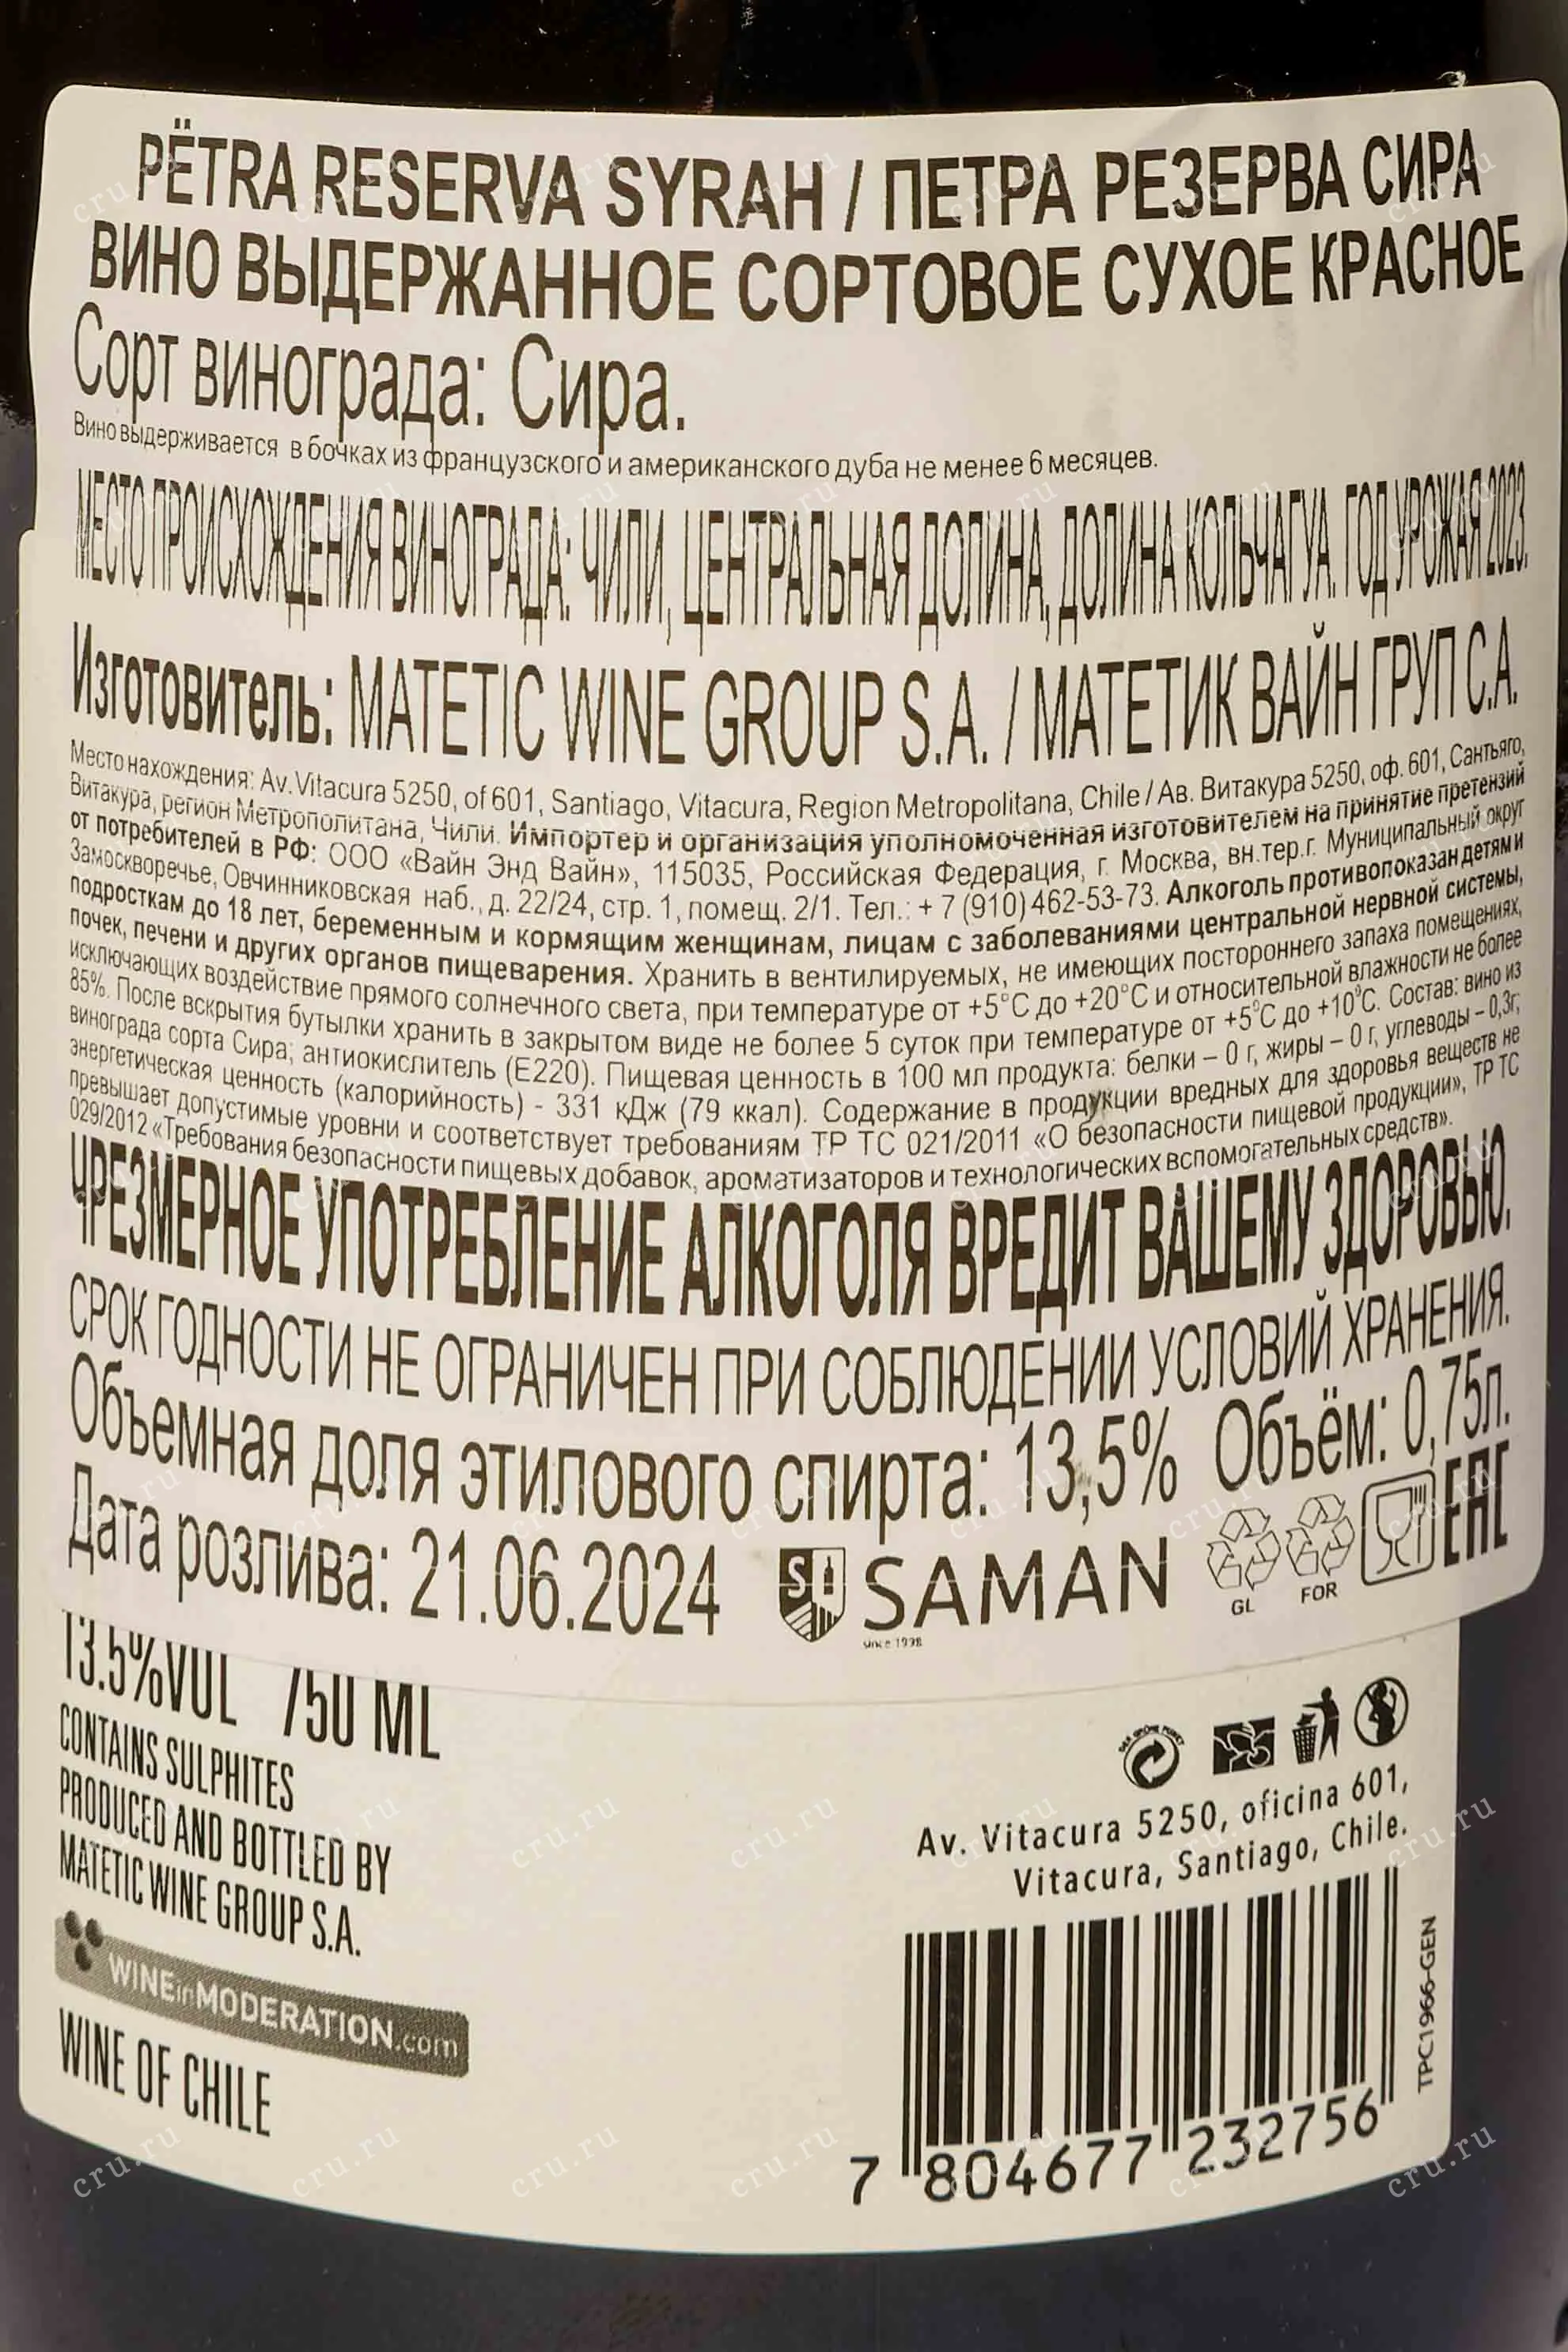 PËTRA RESERVA SYRAH / ПЕТРА РЕЗЕРВА СИРА
ВИНО ВЫДЕРЖАННОЕ СОРТОВОЕ СУХОЕ КРАСНОЕ
Сорт винограда: Сира.
Вино выдерживается в бочках из французского и американского дуба не менее 6 месяцев.
МЕСТО ПРОИСХОЖДЕНИЯ ВИНОГРАДА: ЧИЛИ, ЦЕНТРАЛЬНАЯ ДОЛИНА, ДОЛИНА КОЛЬЧАГУА. ГОД УРОЖАЯ 2023.
Изготовитель: MATETIC WINE GROUP S.A. / МАТЕТИК ВАЙН ГРУП С.А.
Место нахождения: Av. Vitacura 5250, of 601, Santiago, Vitacura, Region Metropolitana, Chile / Ав. Витакура 5250, оф. 601, Сантьяго,
Витакура, регион Метрополитана, Чили. Импортер и организация уполномоченная изготовителем на принятие претензий
от потребителей в РФ: ООО «Вайн Энд Вайн», 115035, Российская Федерация, г. Москва, вн.тер.г. Муниципальный округ
Замоскворечье, Овчинниковская наб., д. 22/24, стр. 1, помещ. 2/1. Тел.: + 7 (910) 462-53-73. Алкоголь противопоказан детям и
подросткам до 18 лет, беременным и кормящим женщинам, лицам с заболеваниями центральной нервной системы,
почек, печени и других органов пищеварения. Хранить в вентилируемых, не имеющих постороннего запаха помещениях,
исключающих воздействие прямого солнечного света, при температуре от +5°С до +20°С и относительной влажности не более
85%. После вскрытия бутылки хранить в закрытом виде не более 5 суток при температуре от +5°С до +10°С. Состав: вино из
винограда сорта Сира; антиокислитель (Е220). Пищевая ценность в 100 мл продукта: белки – 0 г, жиры – 0 г, углеводы – 0,3г;
энергетическая ценность (калорийность) - 331 кДж (79 ккал). Содержание в продукции вредных для здоровья веществ не
превышает допустимые уровни и соответствует требованиям ТР ТС 021/2011 «О безопасности пищевой продукции», ТР ТС
029/2012 «Требования безопасности пищевых добавок, ароматизаторов и технологических вспомогательных средств».
ЧРЕЗМЕРНОЕ УПОТРЕБЛЕНИЕ АЛКОГОЛЯ ВРЕДИТ ВАШЕМУ ЗДОРОВЬЮ.
СРОК ГОДНОСТИ НЕ ОГРАНИЧЕН ПРИ СОБЛЮДЕНИИ УСЛОВИЙ ХРАНЕНИЯ.
Объемная доля этилового спирта: 13,5% Объём: 0,75л.
Дата розлива: 21.06.2024 SAMAN EAC
since 1998
GL FOR
13.5%VOL 750 ML
CONTAINS SULPHITES
PRODUCED AND BOTTLED BY
MATETIC WINE GROUP S.A.
WINEinMODERATION.com
WINE OF CHILE
Av. Vitacura 5250, oficina 601,
Vitacura, Santiago, Chile.
TPC1966-GEN
7 804677 232756
cru.ru